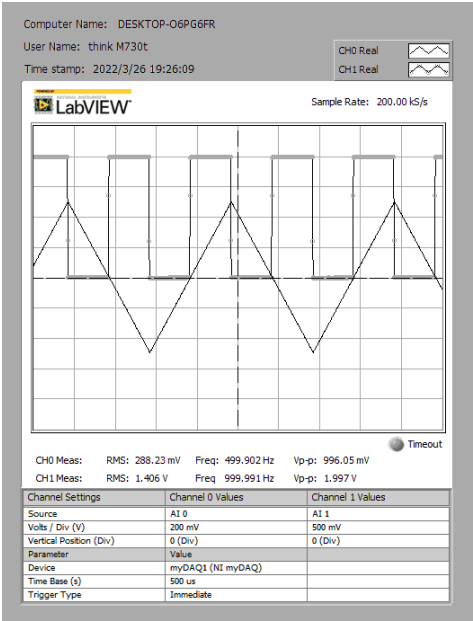 Computer Name: DESKTOP-O6PG6FR
User Name: think M730t
Time stamp: 2022/3/26 19:26:09
CH0 Real
CH1 Real
LabVIEW
Sample Rate: 200.00 kS/s
Timeout
CH0 Meas: RMS: 288.23 mV Freq: 499.902 Hz Vp-p: 996.05 mV
CH1 Meas: RMS: 1.406 V Freq 999.991 Hz Vp-p: 1.997 V
Channel Settings Channel 0 Values Channel 1 Values
Source AI 0 AI 1
Volts / Div (V) 200 mV 500 mV
Vertical Position (Div) 0 (Div) 0 (Div)
Parameter Value
Device myDAQ1 (NI myDAQ)
Time Base (s) 500 us
Trigger Type Immediate